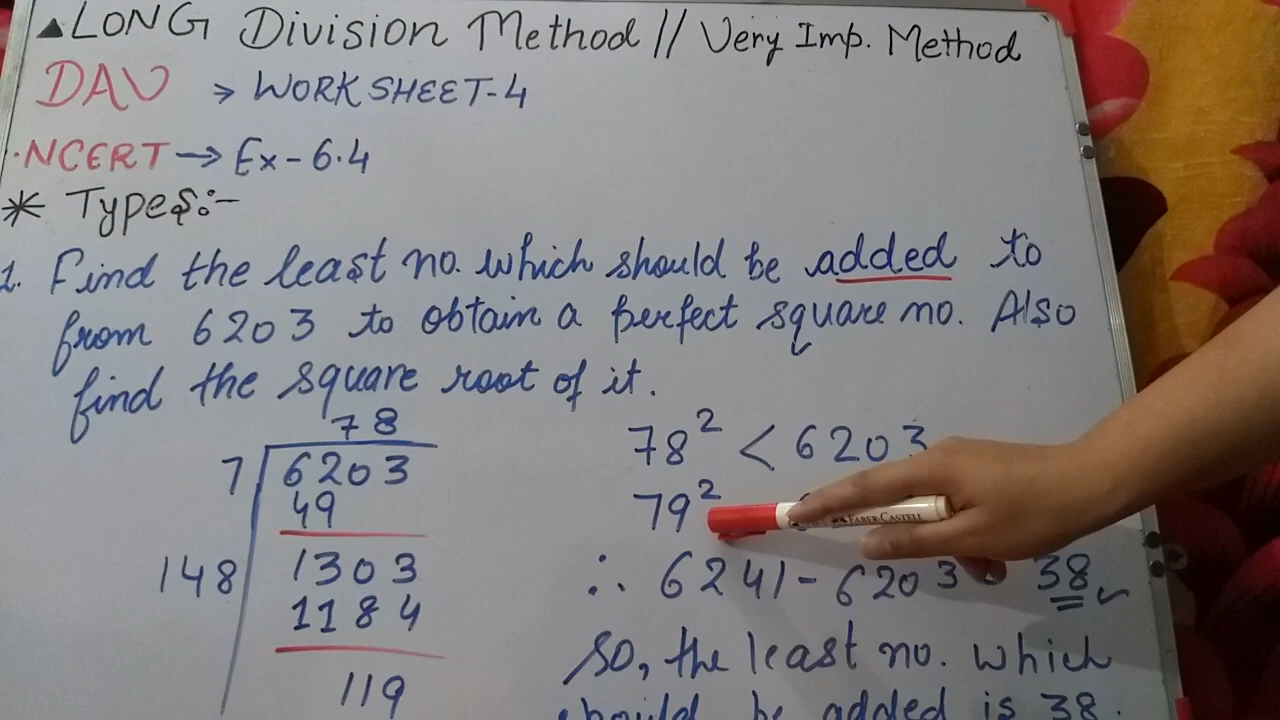 ▲LONG Division Method // Very Imp. Method
DAV > WORKSHEET-4
·NCERT → Ex-6.4
* Types:-
1. Find the least no. which should be added to
from 6203 to obtain a perfect square no. Also
find the square root of it.
78
7 6203
49
148 1303
1184
119
78² < 6203
79²
FABER-CASTELL
∴ 6241 - 6203 38 ✓
So, the least no. which
should be added is 38.